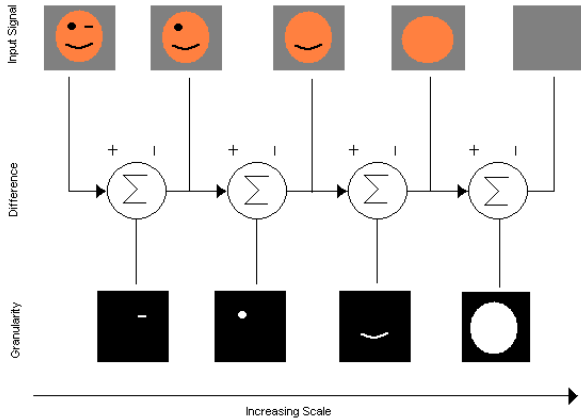 Input Signal
+ −
+ −
+ −
+ −
Difference
Σ Σ Σ Σ
Granularity
Increasing Scale